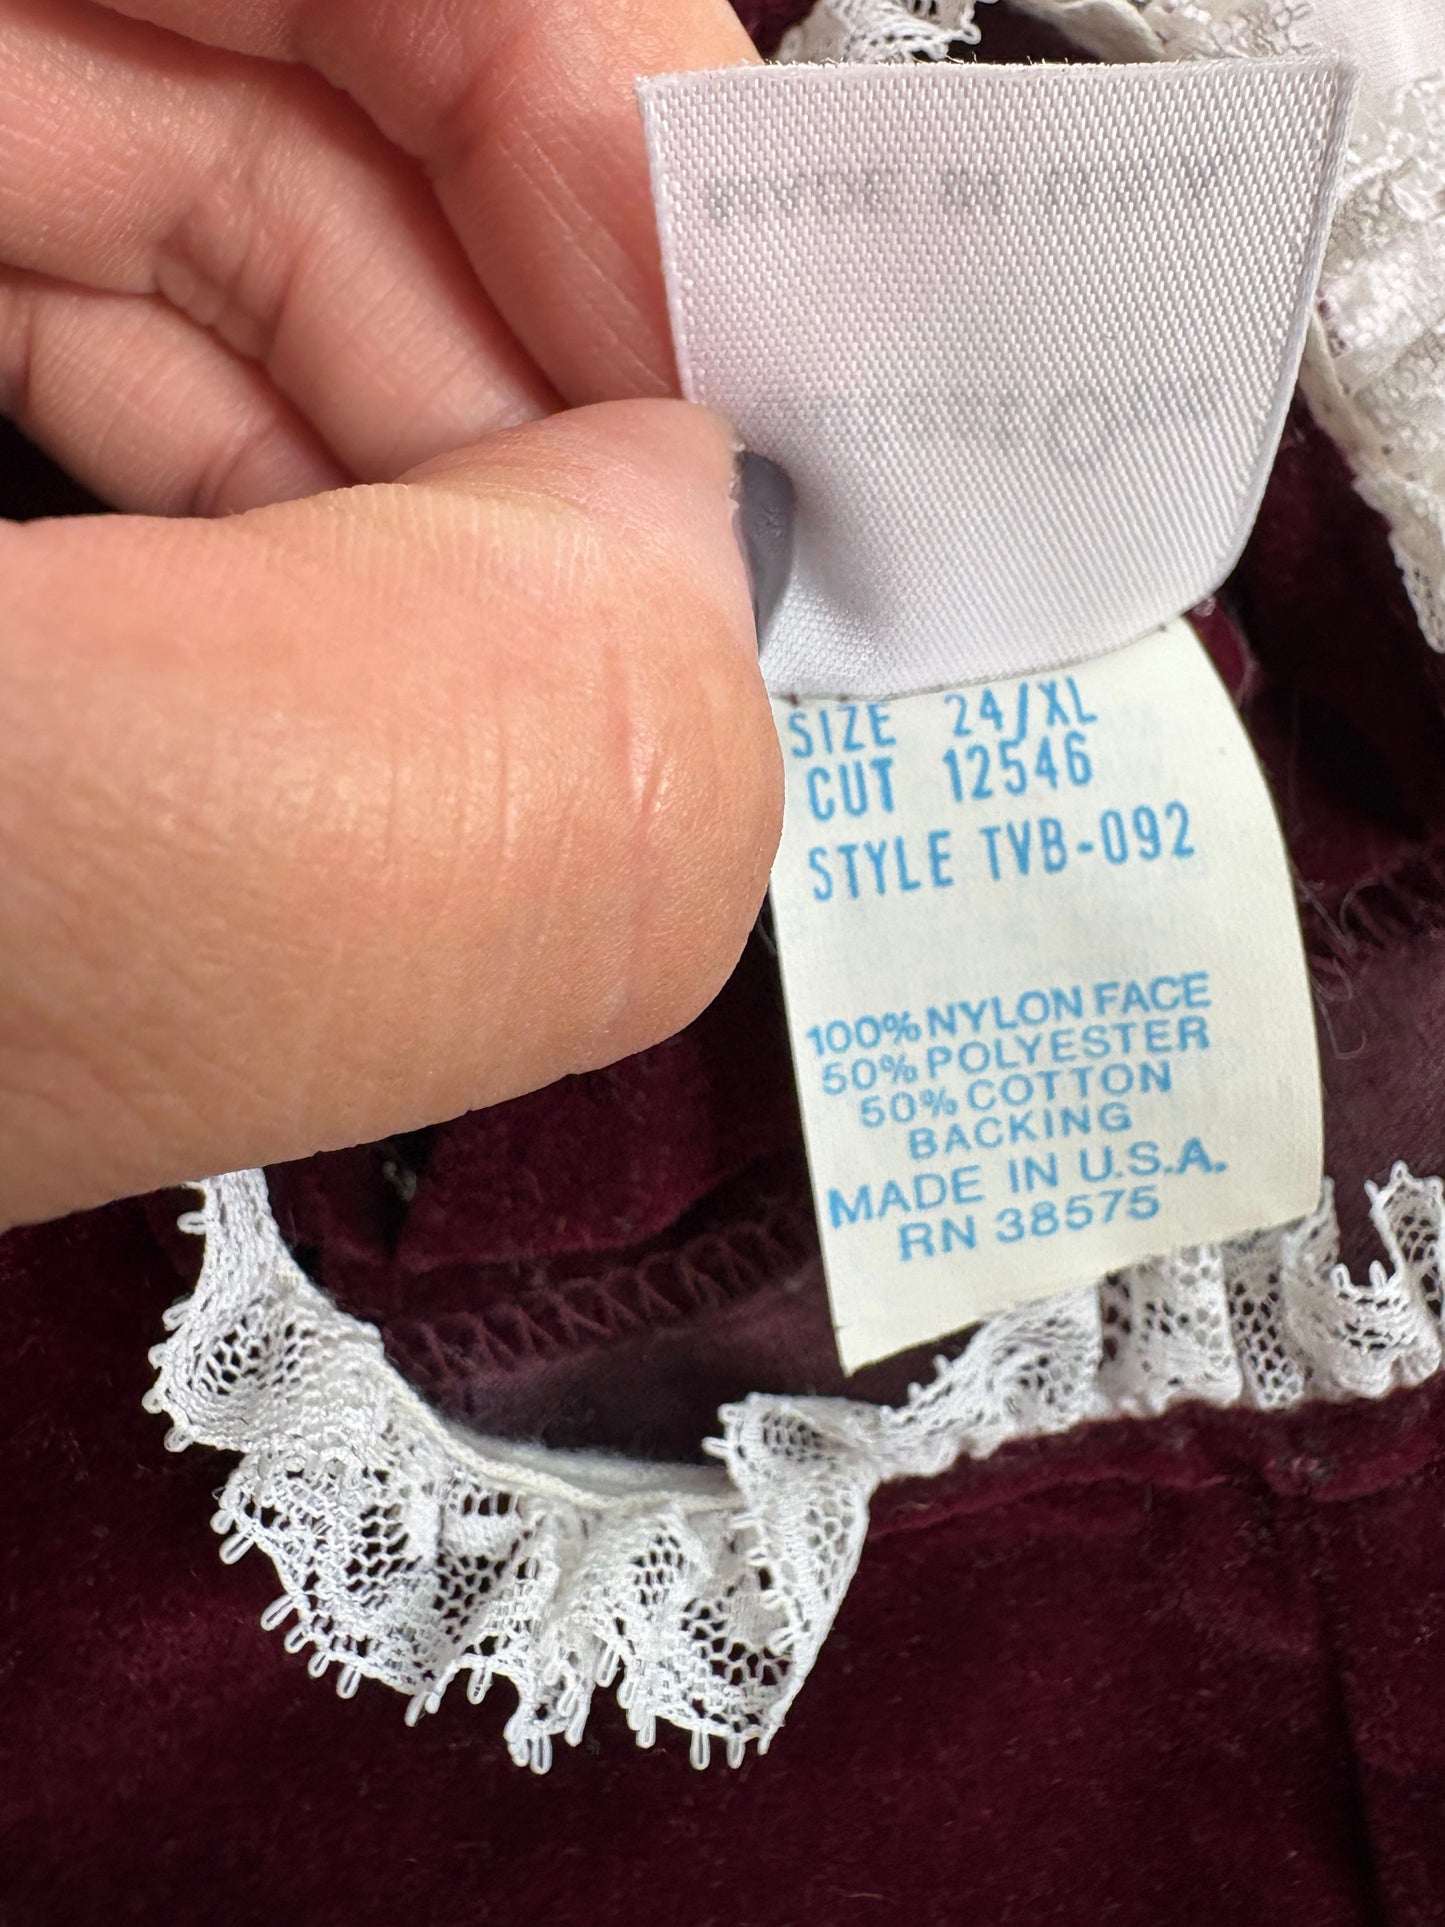 SIZE 24/XL
CUT 12546
STYLE TVB-092
100% NYLON FACE
50% POLYESTER
50% COTTON
BACKING
MADE IN U.S.A.
RN 38575